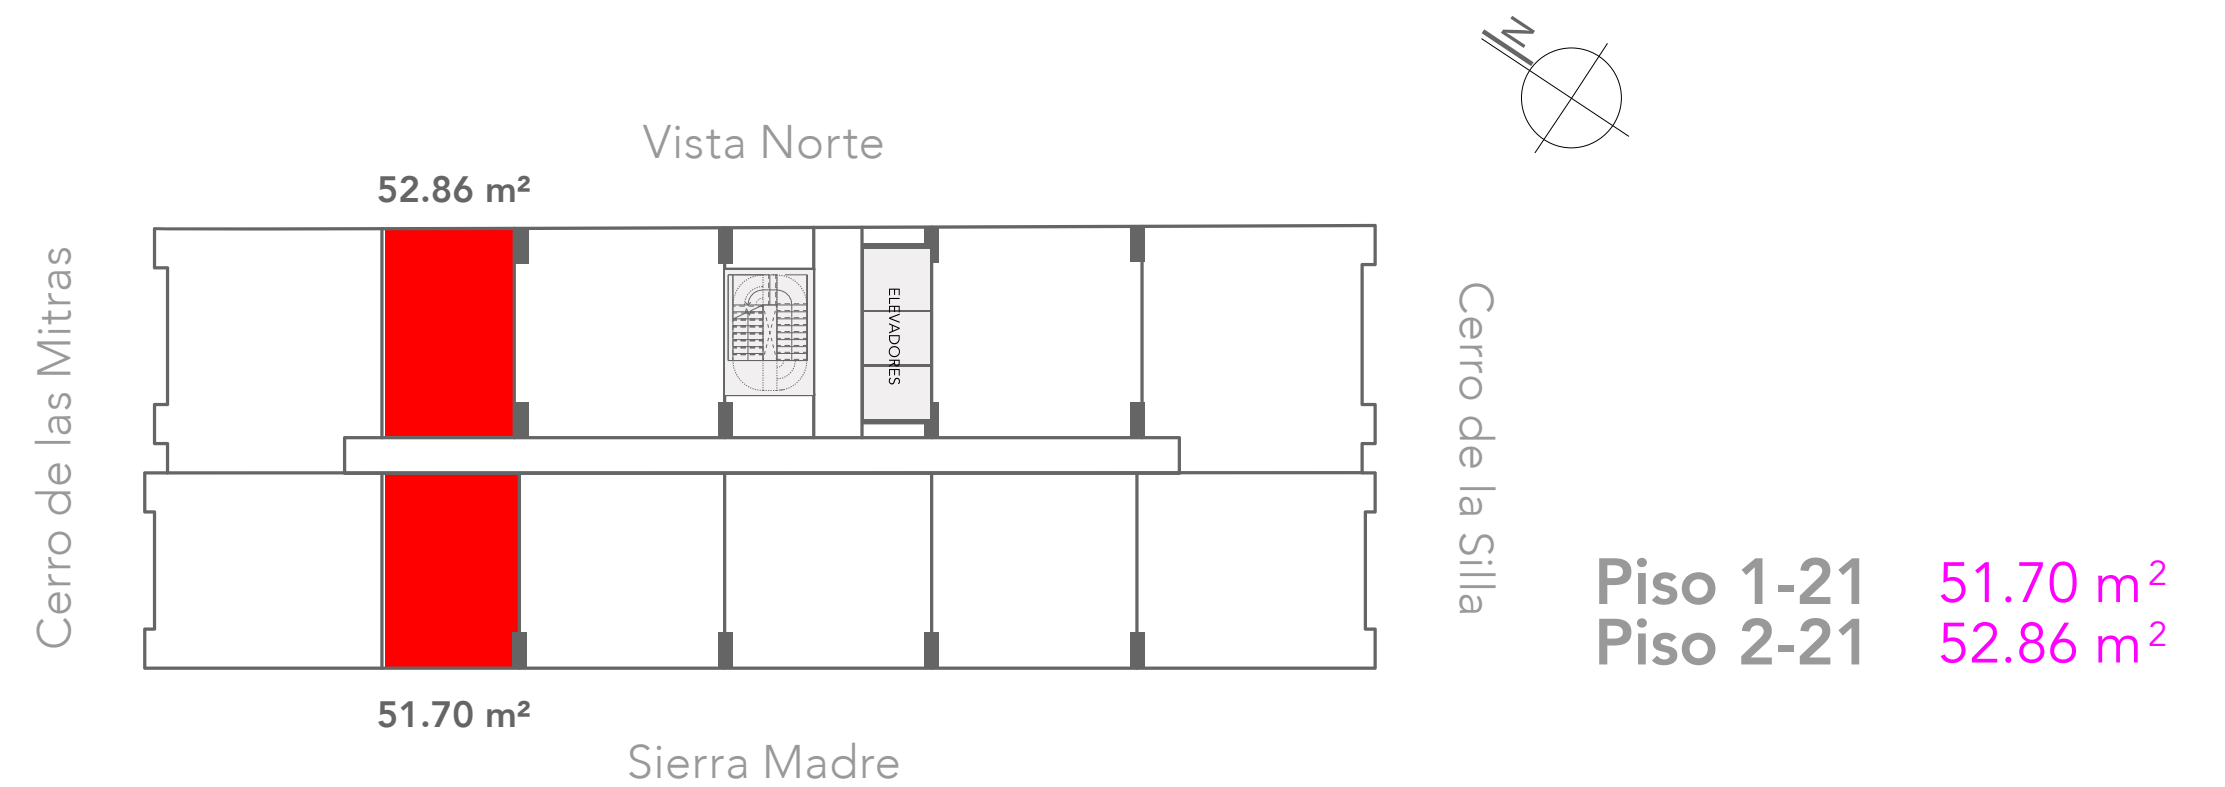 N
Vista Norte
52.86 m²
Cerro de las Mitras
ELEVADORES
Cerro de la Silla
Piso 1-21 51.70 m²
Piso 2-21 52.86 m²
51.70 m²
Sierra Madre